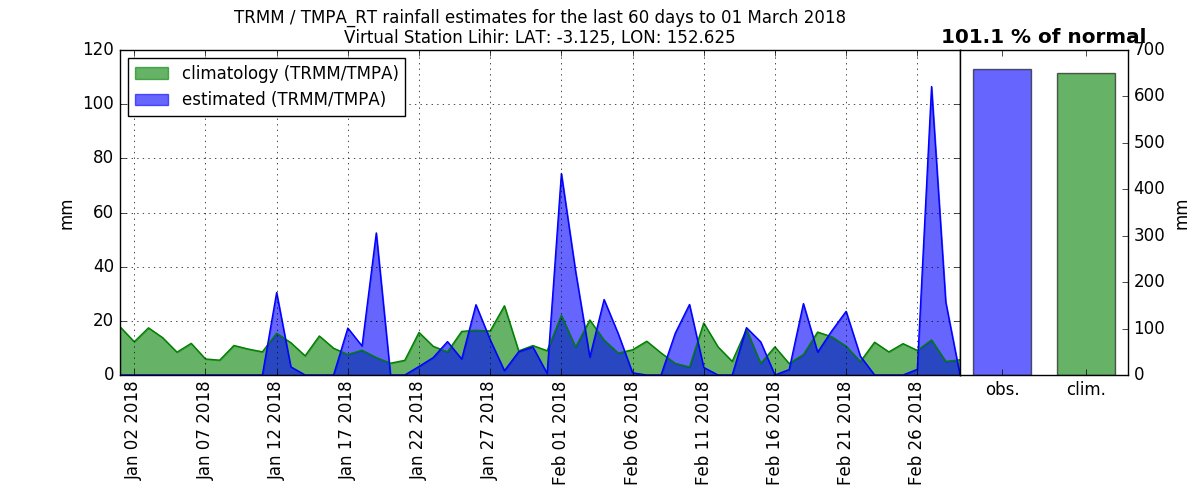 TRMM / TMPA_RT rainfall estimates for the last 60 days to 01 March 2018
Virtual Station Lihir: LAT: -3.125, LON: 152.625
101.1 % of normal
climatology (TRMM/TMPA)
estimated (TRMM/TMPA)
120
100
80
60
40
20
0
mm
700
600
500
400
300
200
100
0
mm
Jan 02 2018
Jan 07 2018
Jan 12 2018
Jan 17 2018
Jan 22 2018
Jan 27 2018
Feb 01 2018
Feb 06 2018
Feb 11 2018
Feb 16 2018
Feb 21 2018
Feb 26 2018
obs.
clim.